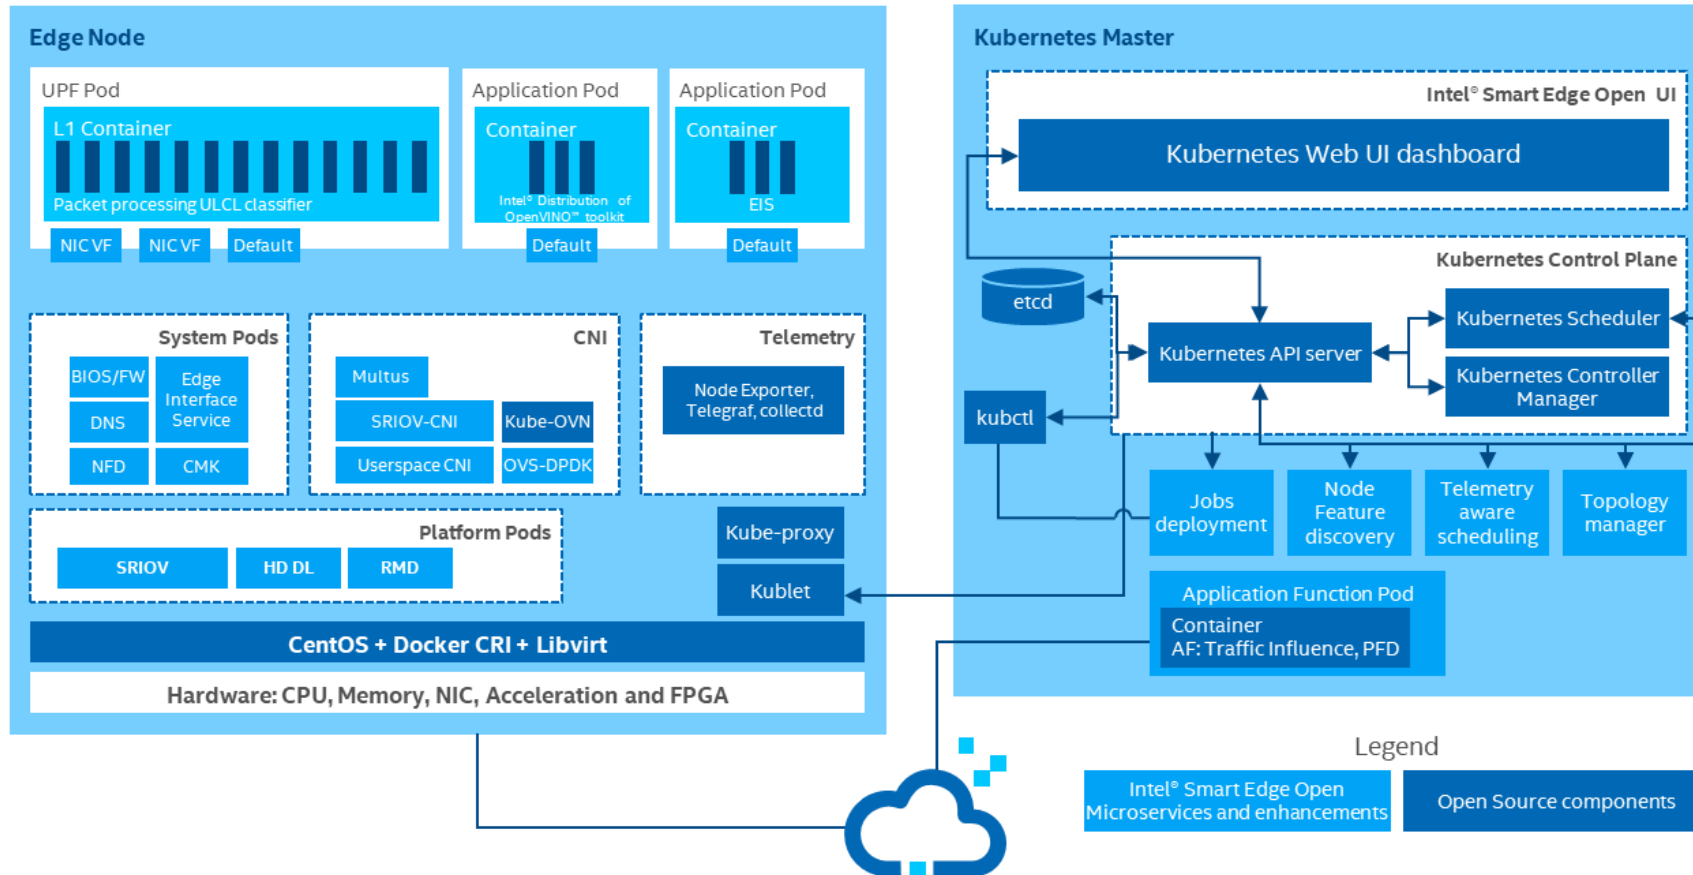 Edge Node
UPF Pod
L1 Container
Packet processing ULCL classifier
NIC VF
NIC VF
Default
Application Pod
Container
Intel® Distribution of
OpenVINO™ toolkit
Default
Application Pod
Container
EIS
Default
System Pods
BIOS/FW
DNS
NFD
Edge
Interface
Service
CMK
CNI
Multus
SRIOV-CNI
Kube-OVN
Userspace CNI
OVS-DPDK
Telemetry
Node Exporter,
Telegraf, collectd
Platform Pods
SRIOV
HD DL
RMD
Kube-proxy
Kublet
CentOS + Docker CRI + Libvirt
Hardware: CPU, Memory, NIC, Acceleration and FPGA
Kubernetes Master
Intel® Smart Edge Open UI
Kubernetes Web UI dashboard
Kubernetes Control Plane
etcd
Kubernetes API server
Kubernetes Scheduler
Kubernetes Controller
Manager
kubctl
Jobs
deployment
Node
Feature
discovery
Telemetry
aware
scheduling
Topology
manager
Application Function Pod
Container
AF: Traffic Influence, PFD
Legend
Intel® Smart Edge Open
Microservices and enhancements
Open Source components